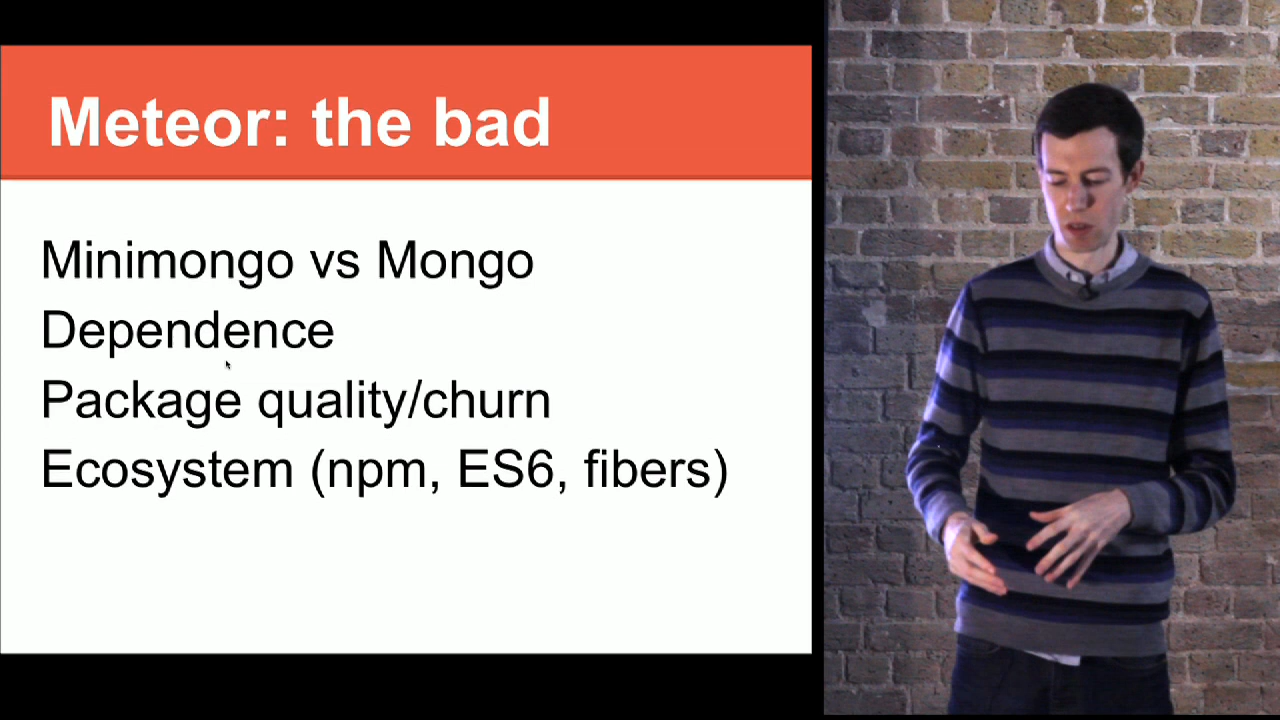 Meteor: the bad
Minimongo vs Mongo
Dependence
Package quality/churn
Ecosystem (npm, ES6, fibers)